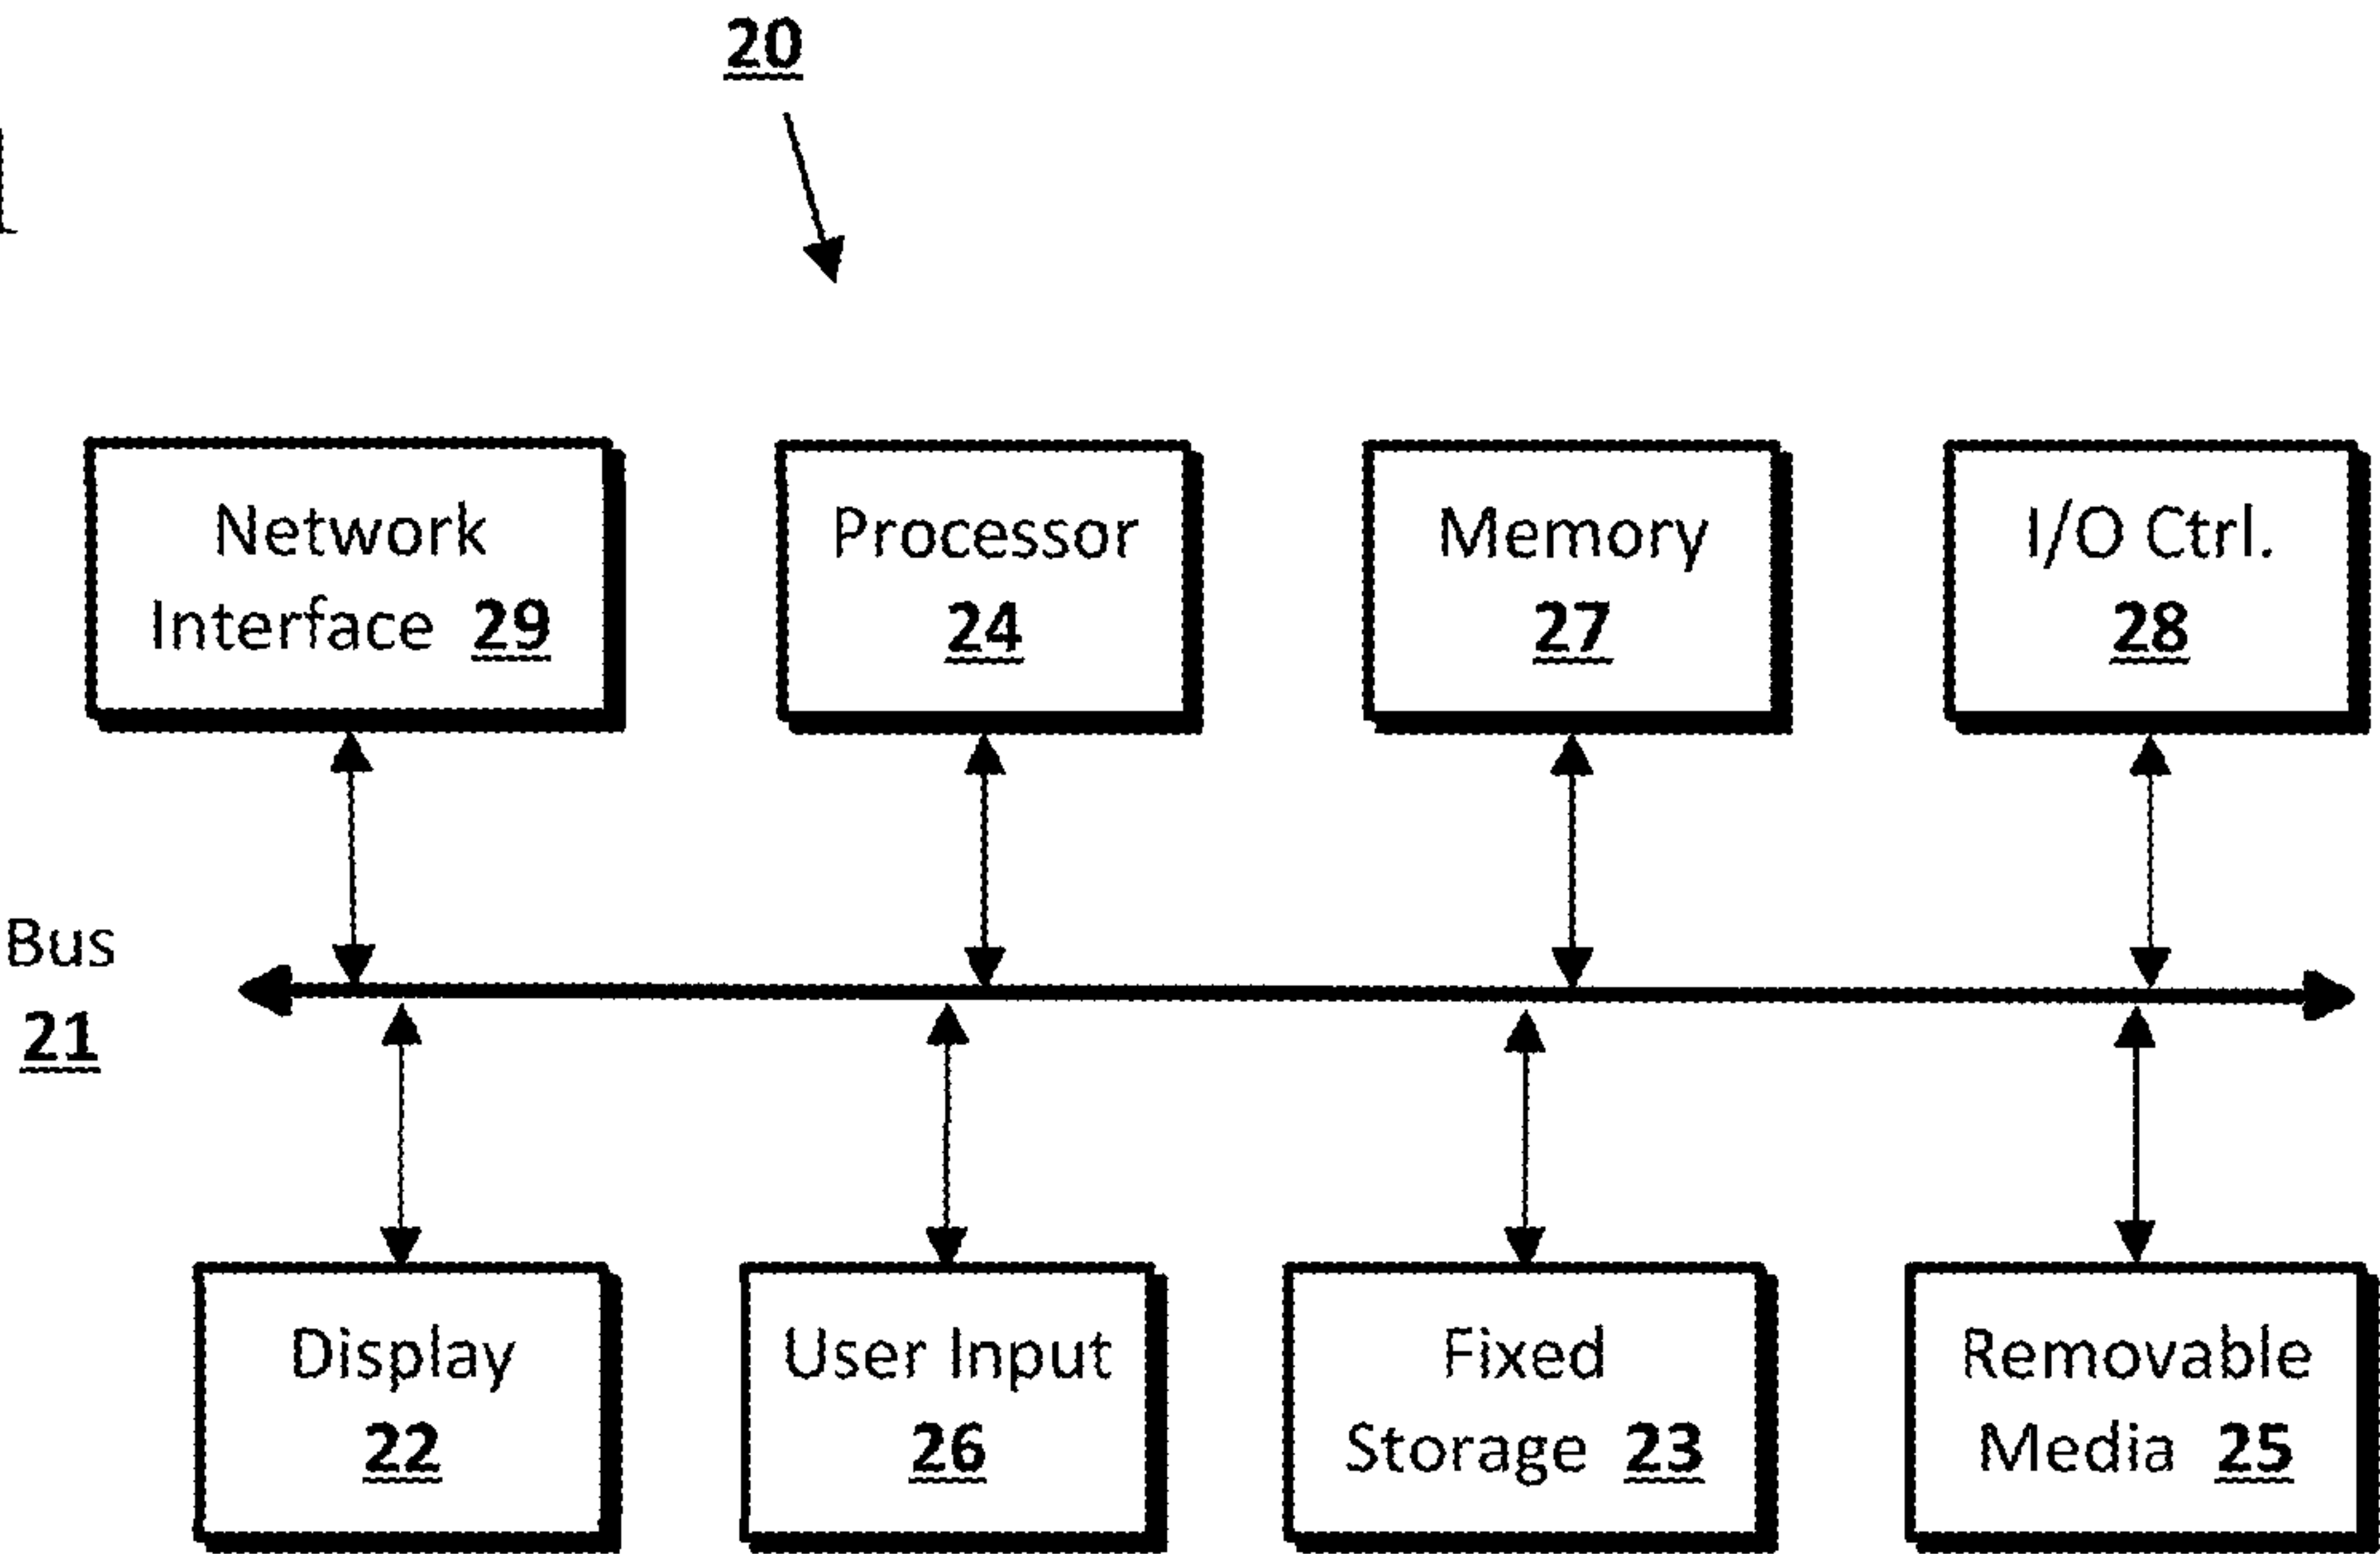 20
Network
Interface 29
Processor
24
Memory
27
I/O Ctrl.
28
Bus
21
Display
22
User Input
26
Fixed
Storage 23
Removable
Media 25